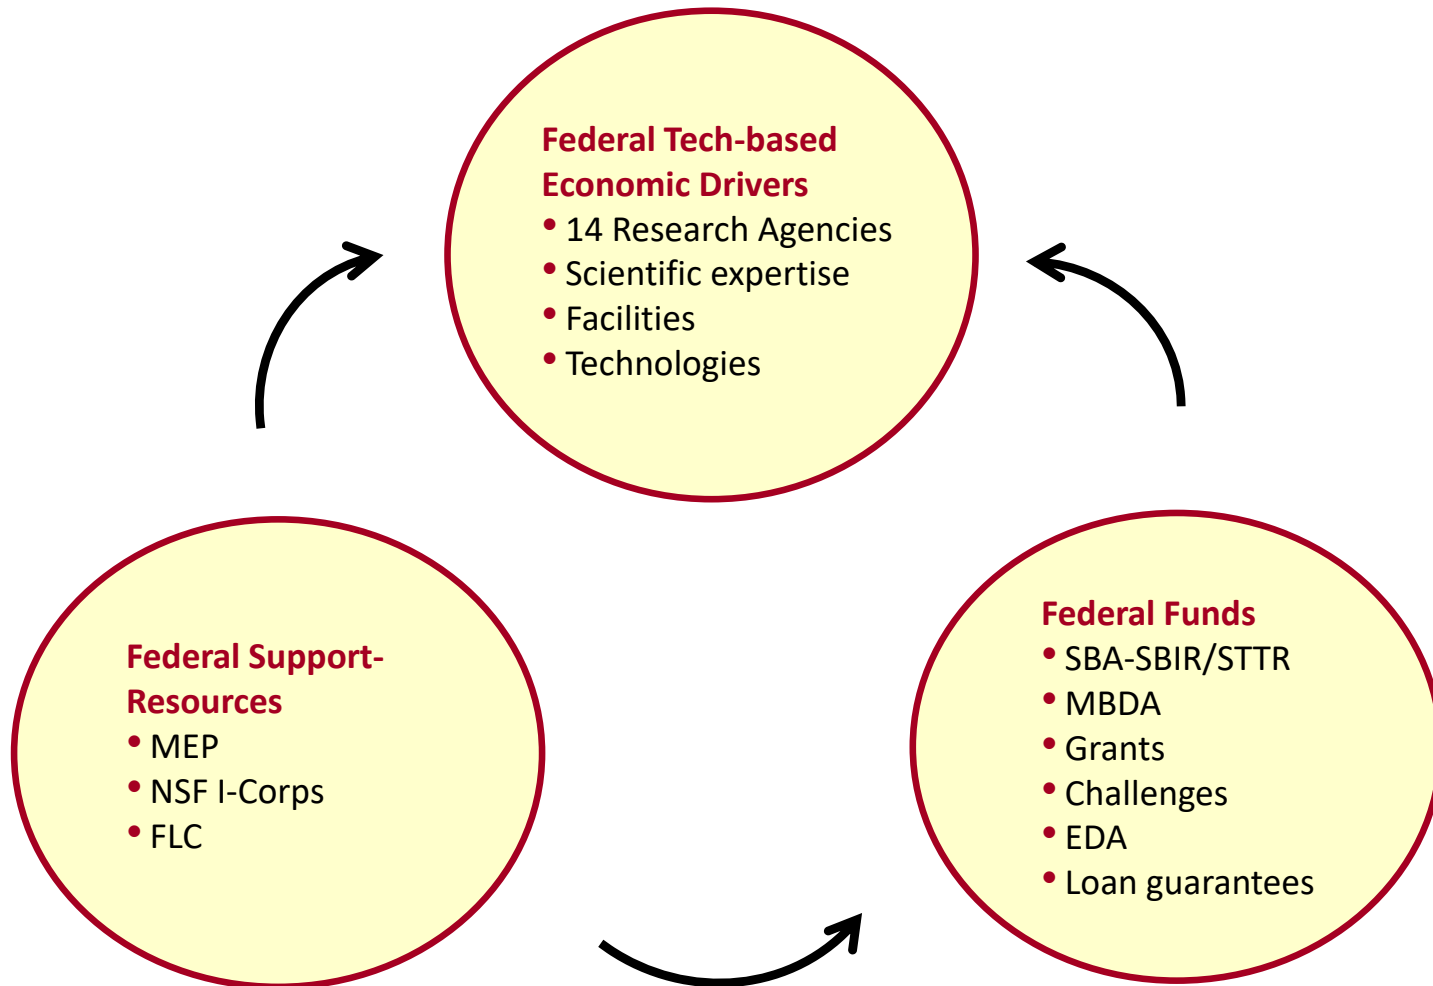 Federal Tech-based
Economic Drivers
• 14 Research Agencies
• Scientific expertise
• Facilities
• Technologies
Federal Support-
Resources
• MEP
• NSF I-Corps
• FLC
Federal Funds
• SBA-SBIR/STTR
• MBDA
• Grants
• Challenges
• EDA
• Loan guarantees